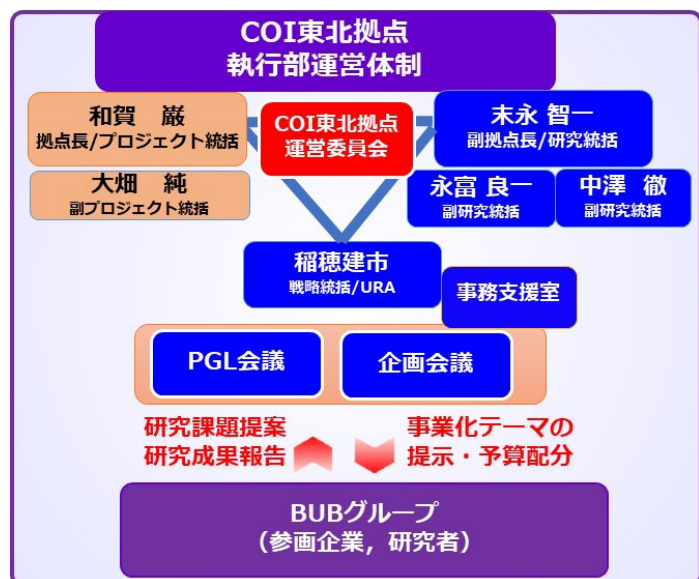 COI東北拠点
執行部運営体制
和賀　巌
拠点長/プロジェクト統括
COI東北拠点
運営委員会
末永 智一
副拠点長/研究統括
大畑　純
副プロジェクト統括
永富 良一
副研究統括
中澤 徹
副研究統括
稲穂建市
戦略統括/URA
事務支援室
PGL会議
企画会議
研究課題提案
研究成果報告
事業化テーマの
提示・予算配分
BUBグループ
（参画企業，研究者）